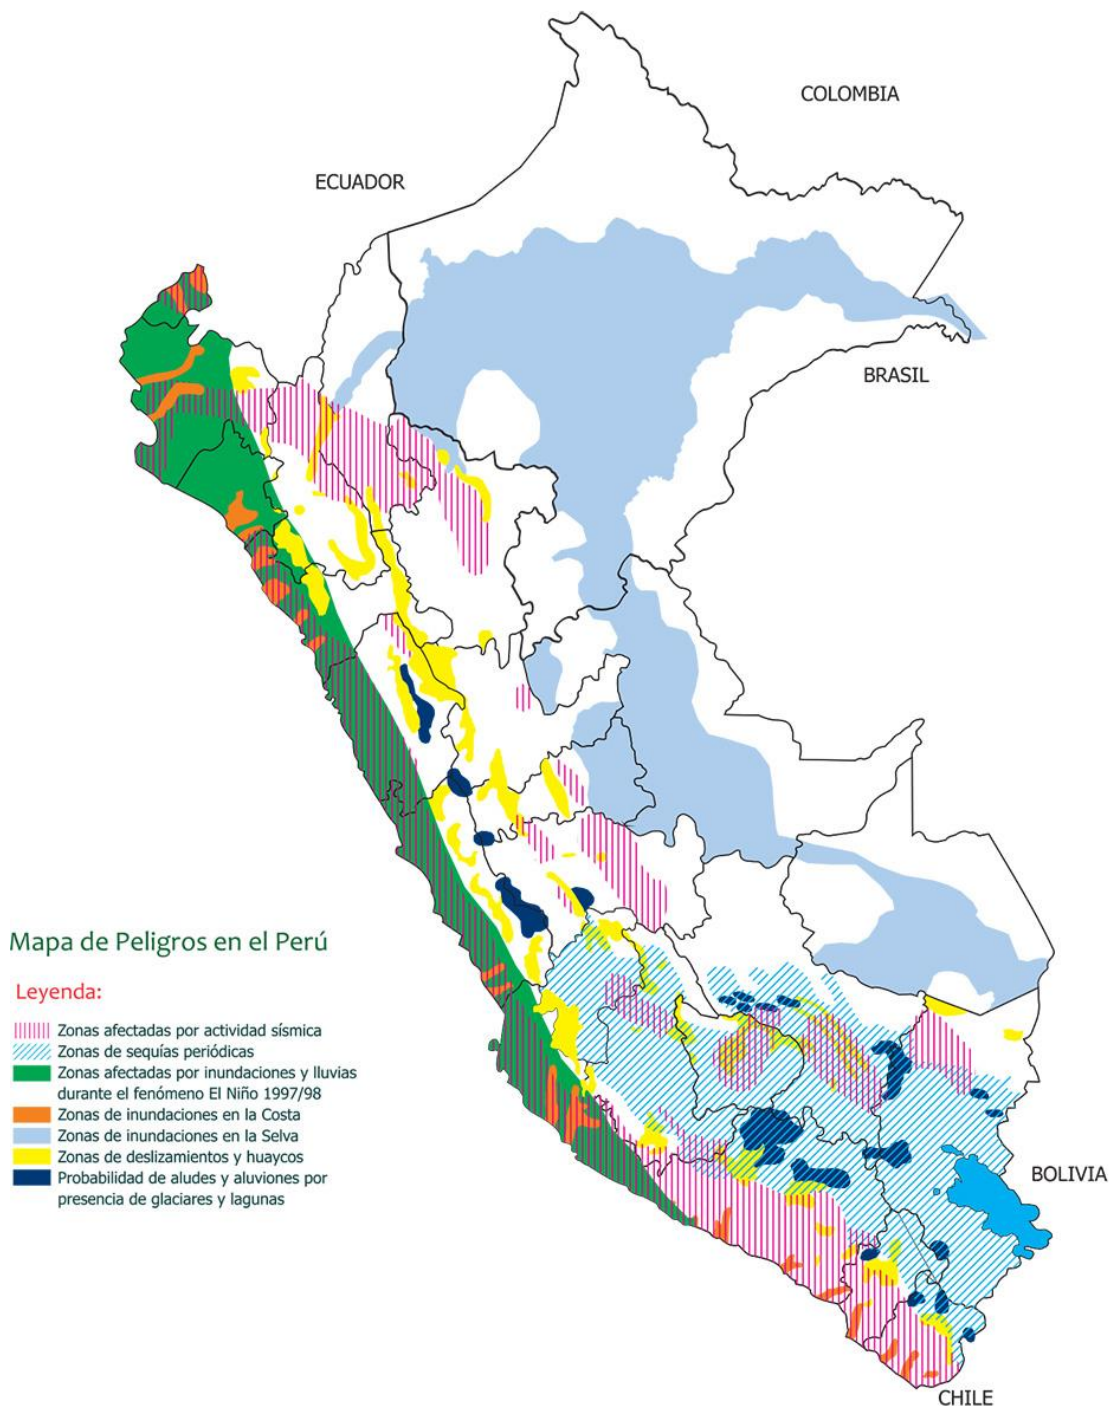 COLOMBIA
ECUADOR
BRASIL
Mapa de Peligros en el Perú
Leyenda:
Zonas afectadas por actividad sísmica
Zonas de sequías periódicas
Zonas afectadas por inundaciones y lluvias
durante el fenómeno El Niño 1997/98
Zonas de inundaciones en la Costa
Zonas de inundaciones en la Selva
Zonas de deslizamientos y huaycos
Probabilidad de aludes y aluviones por
presencia de glaciares y lagunas
BOLIVIA
CHILE